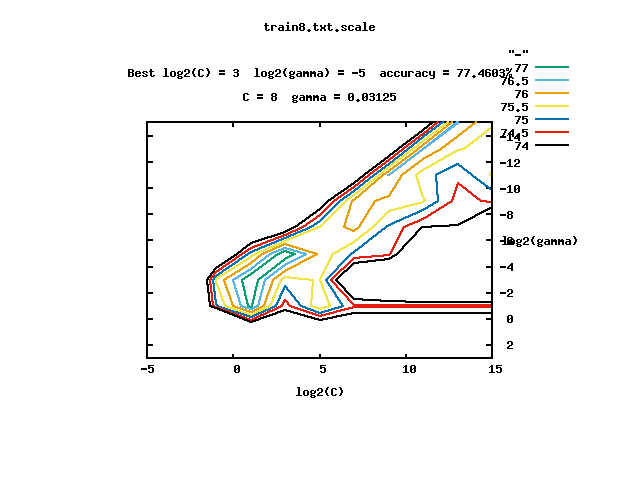 train8.txt.scale
"-"
Best log2(C) = 3  log2(gamma) = -5  accuracy = 77.4603%
77
76.5
C = 8  gamma = 0.03125
76
75.5
75
74.5
74
-14
-12
-10
-8
-6
log2(gamma)
-4
-2
0
2
-5 0 5 10 15
log2(C)